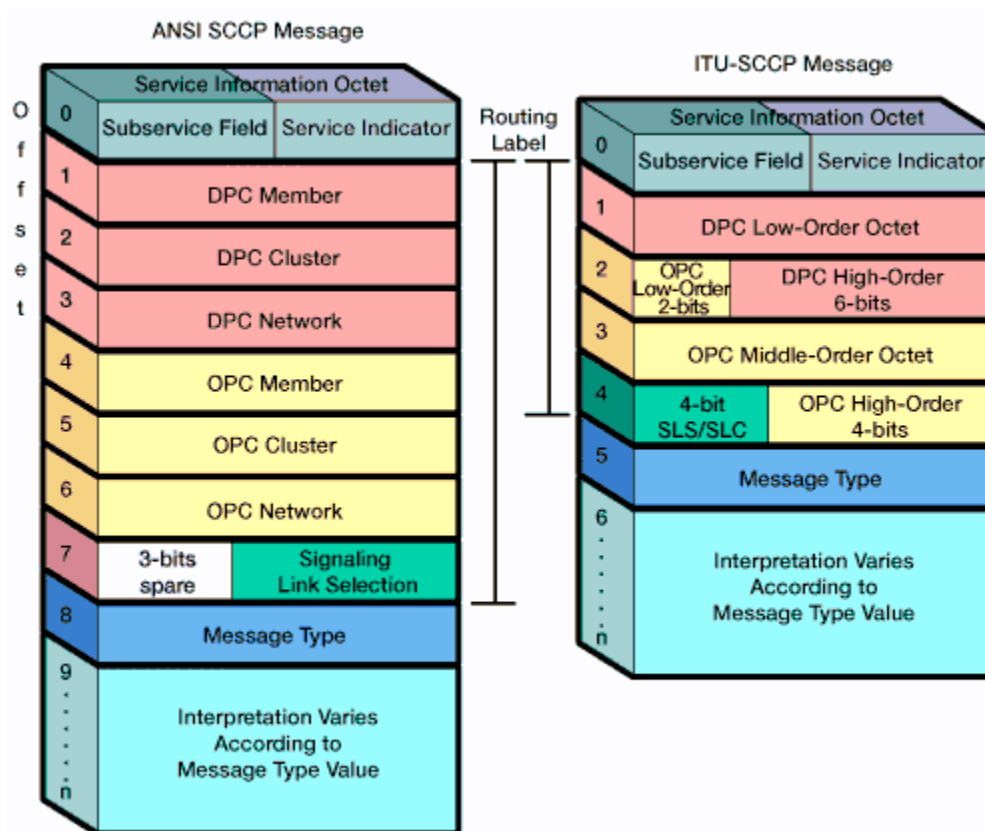 ANSI SCCP Message
O
f
f
s
e
t
0
Service Information Octet
Subservice Field
Service Indicator
1
DPC Member
2
DPC Cluster
3
DPC Network
4
OPC Member
5
OPC Cluster
6
OPC Network
7
3-bits
spare
Signaling
Link Selection
8
Message Type
9
.
.
.
.
.
.
n
Interpretation Varies
According to
Message Type Value
Routing
Label
ITU-SCCP Message
0
Service Information Octet
Subservice Field
Service Indicator
1
DPC Low-Order Octet
2
OPC
Low-Order
2-bits
DPC High-Order
6-bits
3
OPC Middle-Order Octet
4
4-bit
SLS/SLC
OPC High-Order
4-bits
5
Message Type
6
.
.
.
.
.
n
Interpretation Varies
According to
Message Type Value